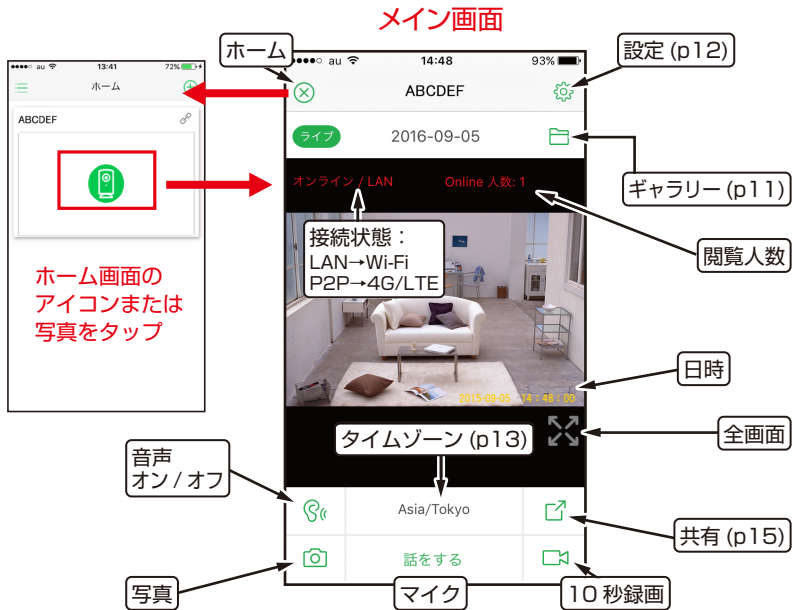 メイン画面
ホーム
設定 (p12)
au
13:41
72%
ホーム
ABCDEF
ホーム画面の
アイコンまたは
写真をタップ
au
14:48
93%
ABCDEF
ライブ
2016-09-05
ギャラリー (p11)
オンライン / LAN
Online 人数: 1
接続状態：
LAN→Wi-Fi
P2P→4G/LTE
閲覧人数
2016-09-05 14:48:00
日時
タイムゾーン (p13)
全画面
音声
オン / オフ
Asia/Tokyo
共有 (p15)
話をする
写真
マイク
10 秒録画